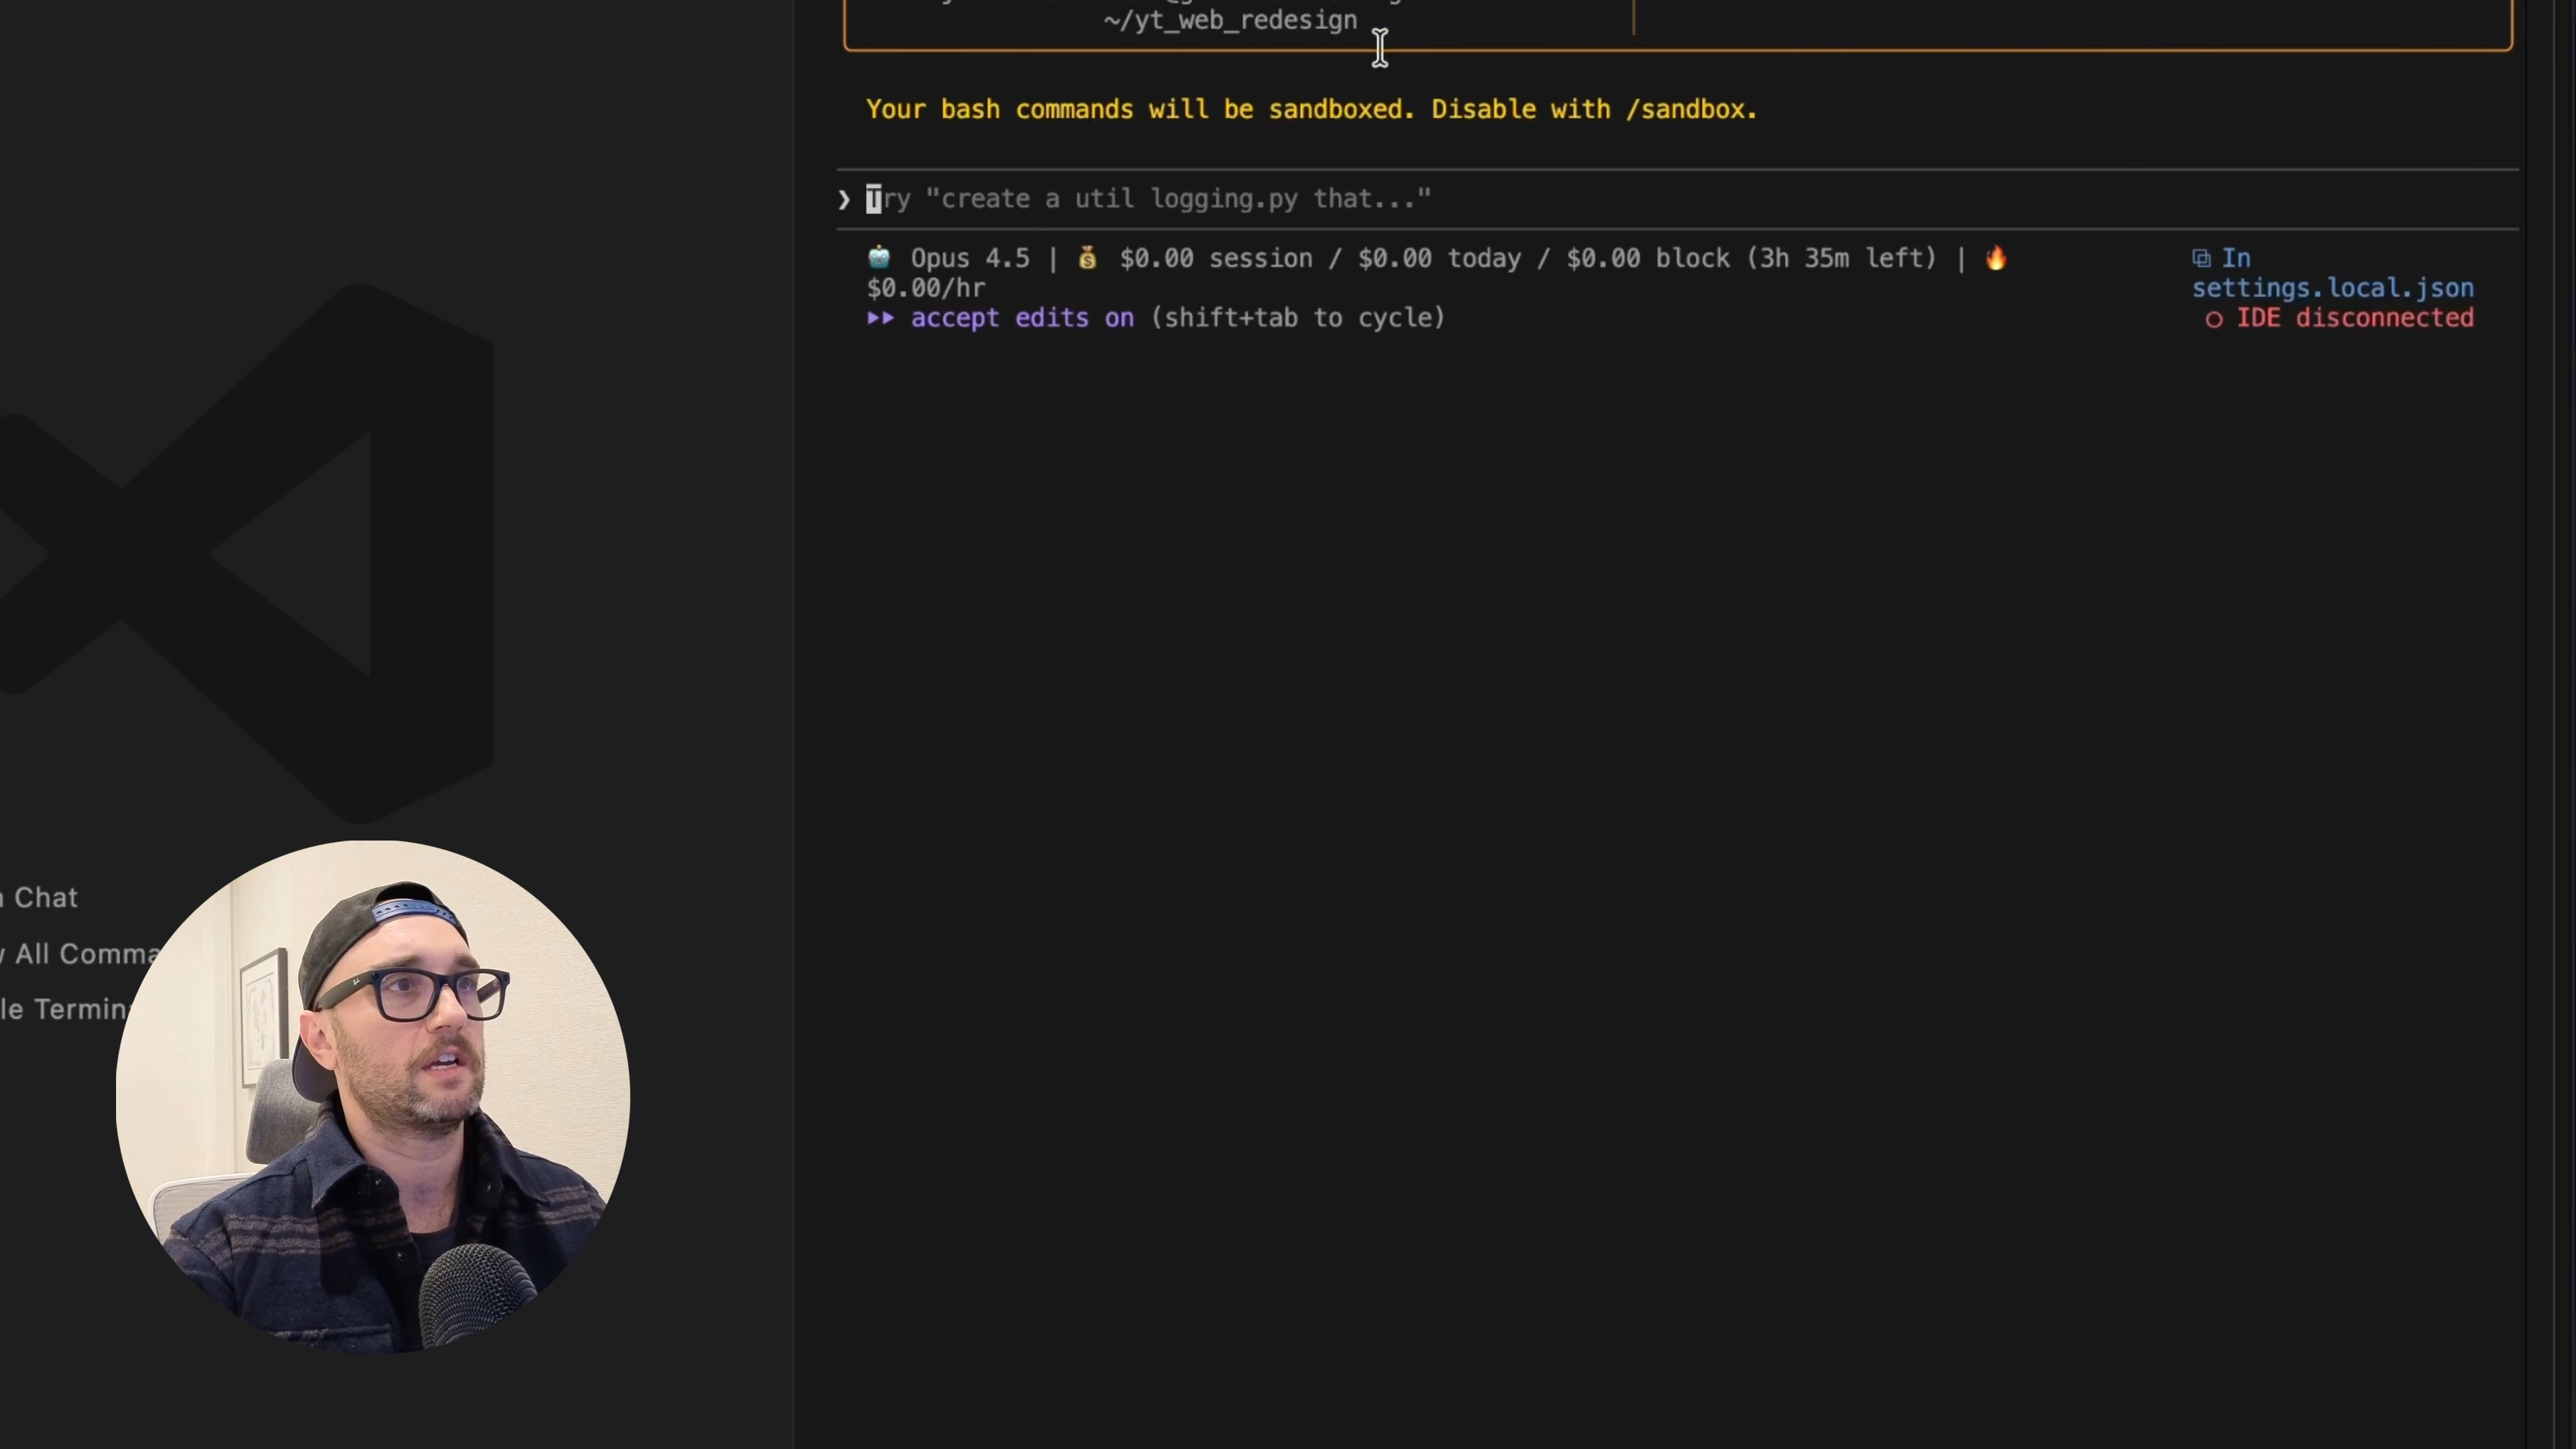 ~/yt_web_redesign
Your bash commands will be sandboxed. Disable with /sandbox.
❯ Try "create a util logging.py that..."
🤖 Opus 4.5 | 💰 $0.00 session / $0.00 today / $0.00 block (3h 35m left) | 🔥
$0.00/hr
⧉ In
settings.local.json
▶▶ accept edits on (shift+tab to cycle)
○ IDE disconnected
Chat
All Comma
le Termin